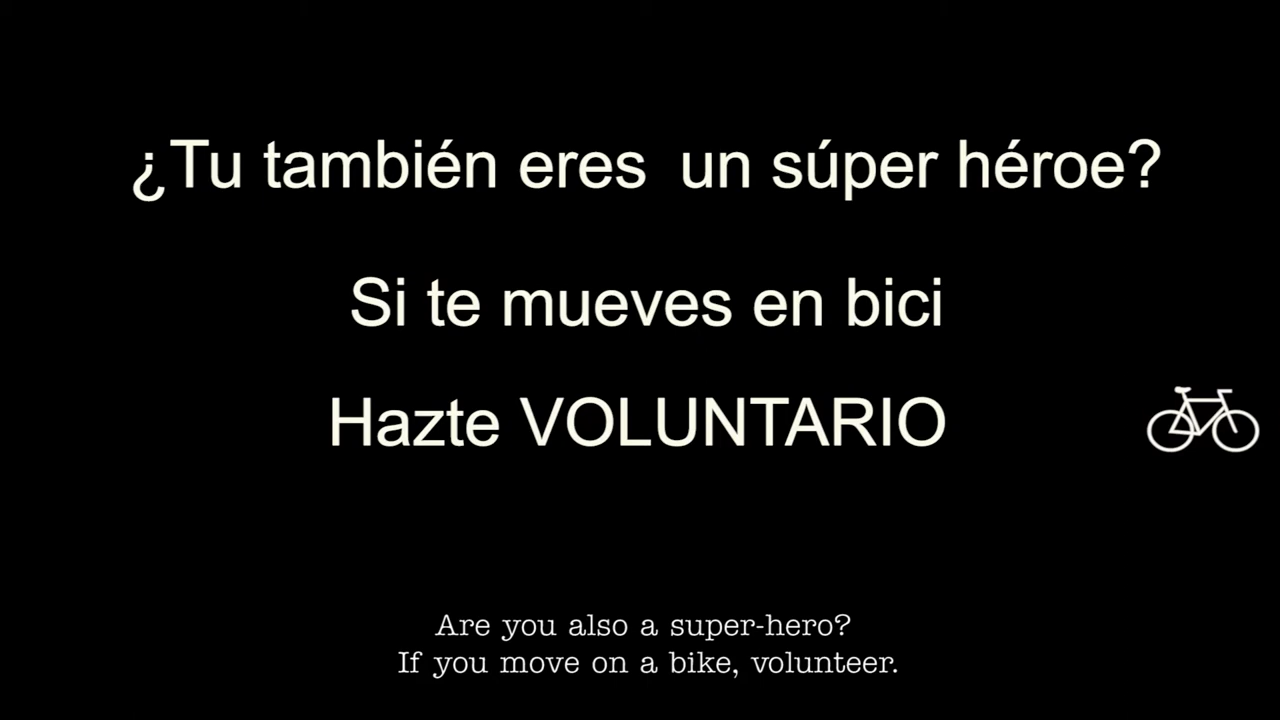 ¿Tu también eres un súper héroe?
Si te mueves en bici
Hazte VOLUNTARIO
Are you also a super-hero?
If you move on a bike, volunteer.